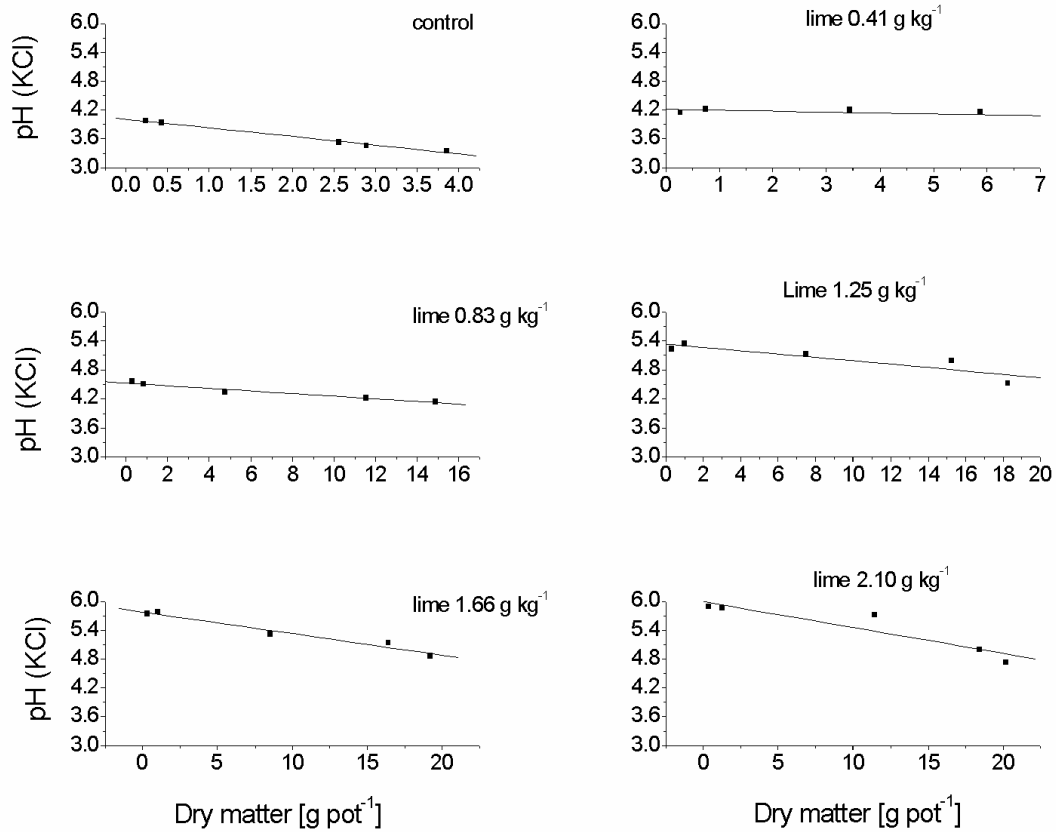 control
lime 0.41 g kg⁻¹
pH (KCl)
6.0
5.4
4.8
4.2
3.6
3.0
0.0 0.5 1.0 1.5 2.0 2.5 3.0 3.5 4.0
6.0
5.4
4.8
4.2
3.6
3.0
0 1 2 3 4 5 6 7
lime 0.83 g kg⁻¹
Lime 1.25 g kg⁻¹
pH (KCl)
6.0
5.4
4.8
4.2
3.6
3.0
0 2 4 6 8 10 12 14 16
6.0
5.4
4.8
4.2
3.6
3.0
0 2 4 6 8 10 12 14 16 18 20
lime 1.66 g kg⁻¹
lime 2.10 g kg⁻¹
pH (KCl)
6.0
5.4
4.8
4.2
3.6
3.0
0 5 10 15 20
Dry matter [g pot⁻¹]
6.0
5.4
4.8
4.2
3.6
3.0
0 5 10 15 20
Dry matter [g pot⁻¹]